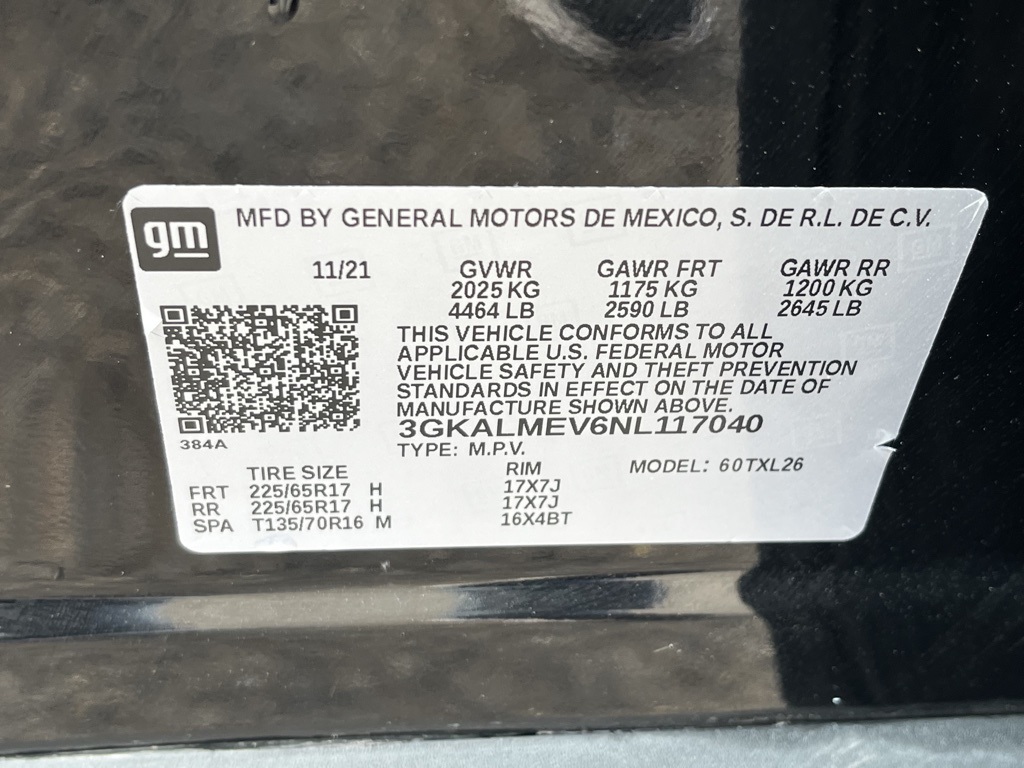 gm
MFD BY GENERAL MOTORS DE MEXICO, S. DE R.L. DE C.V.
11/21 GVWR GAWR FRT GAWR RR
2025 KG 1175 KG 1200 KG
4464 LB 2590 LB 2645 LB
THIS VEHICLE CONFORMS TO ALL
APPLICABLE U.S. FEDERAL MOTOR
VEHICLE SAFETY AND THEFT PREVENTION
STANDARDS IN EFFECT ON THE DATE OF
MANUFACTURE SHOWN ABOVE.
3GKALMEV6NL117040
384A
TYPE: M.P.V.
TIRE SIZE RIM MODEL: 60TXL26
FRT 225/65R17 H 17X7J
RR 225/65R17 H 17X7J
SPA T135/70R16 M 16X4BT